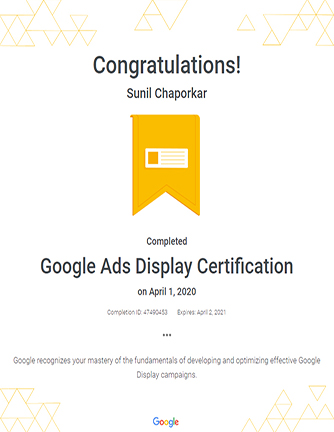 Congratulations!
Sunil Chaporkar
Completed
Google Ads Display Certification
on April 1, 2020
Completion ID: 47490453 Expires: April 2, 2021
Google recognizes your mastery of the fundamentals of developing and optimizing effective Google
Display campaigns.
Google